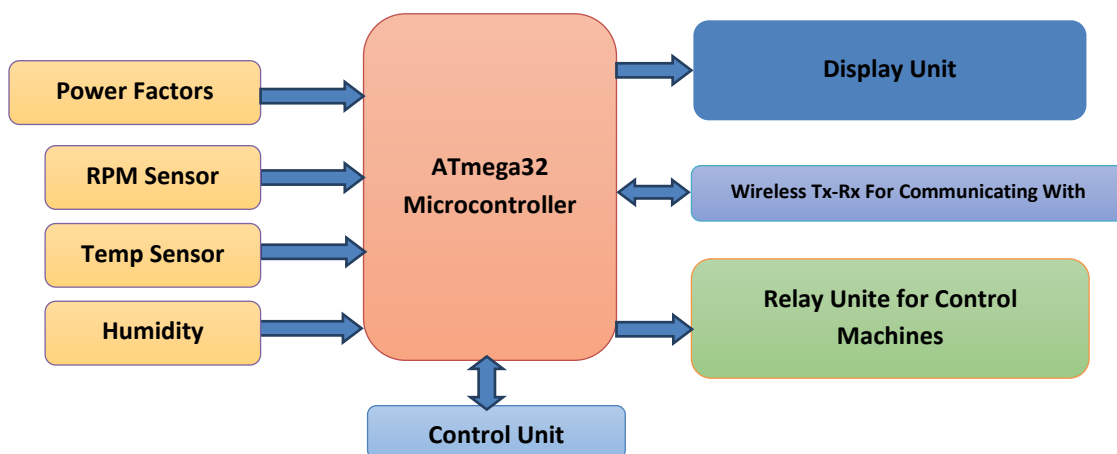 Power Factors
RPM Sensor
Temp Sensor
Humidity
ATmega32
Microcontroller
Control Unit
Display Unit
Wireless Tx-Rx For Communicating With
Relay Unite for Control
Machines